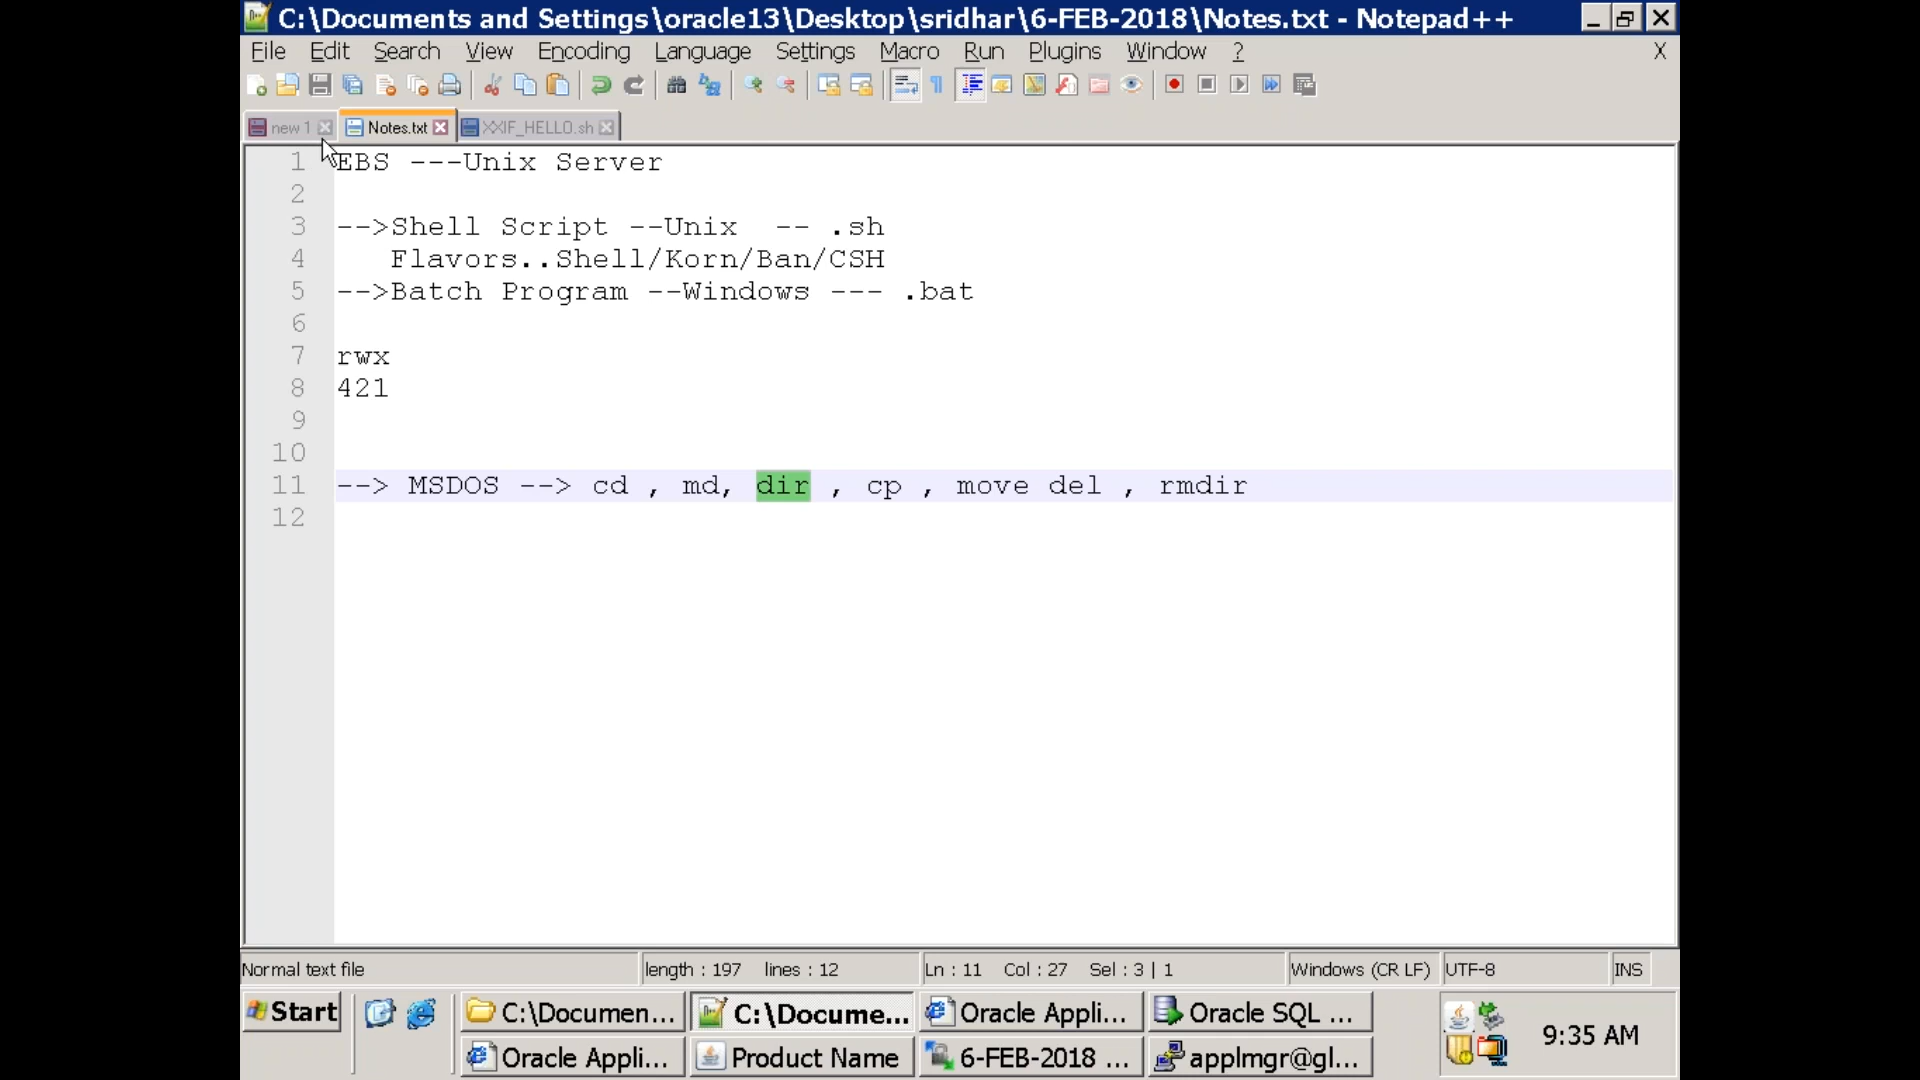 C:\Documents and Settings\oracle13\Desktop\sridhar\6-FEB-2018\Notes.txt - Notepad++
File Edit Search View Encoding Language Settings Macro Run Plugins Window ? X
new 1 Notes.txt XXIF_HELLO.sh
1 EBS ---Unix Server
2
3 -->Shell Script --Unix  -- .sh
4    Flavors..Shell/Korn/Ban/CSH
5 -->Batch Program --Windows --- .bat
6
7 rwx
8 421
9
10
11 --> MSDOS --> cd , md, dir , cp , move del , rmdir
12
Normal text file length : 197 lines : 12 Ln : 11 Col : 27 Sel : 3 | 1 Windows (CR LF) UTF-8 INS
Start C:\Documen... C:\Docume... Oracle Appli... Oracle SQL ...
9:35 AM
Oracle Appli... Product Name 6-FEB-2018 ... applmgr@gl...